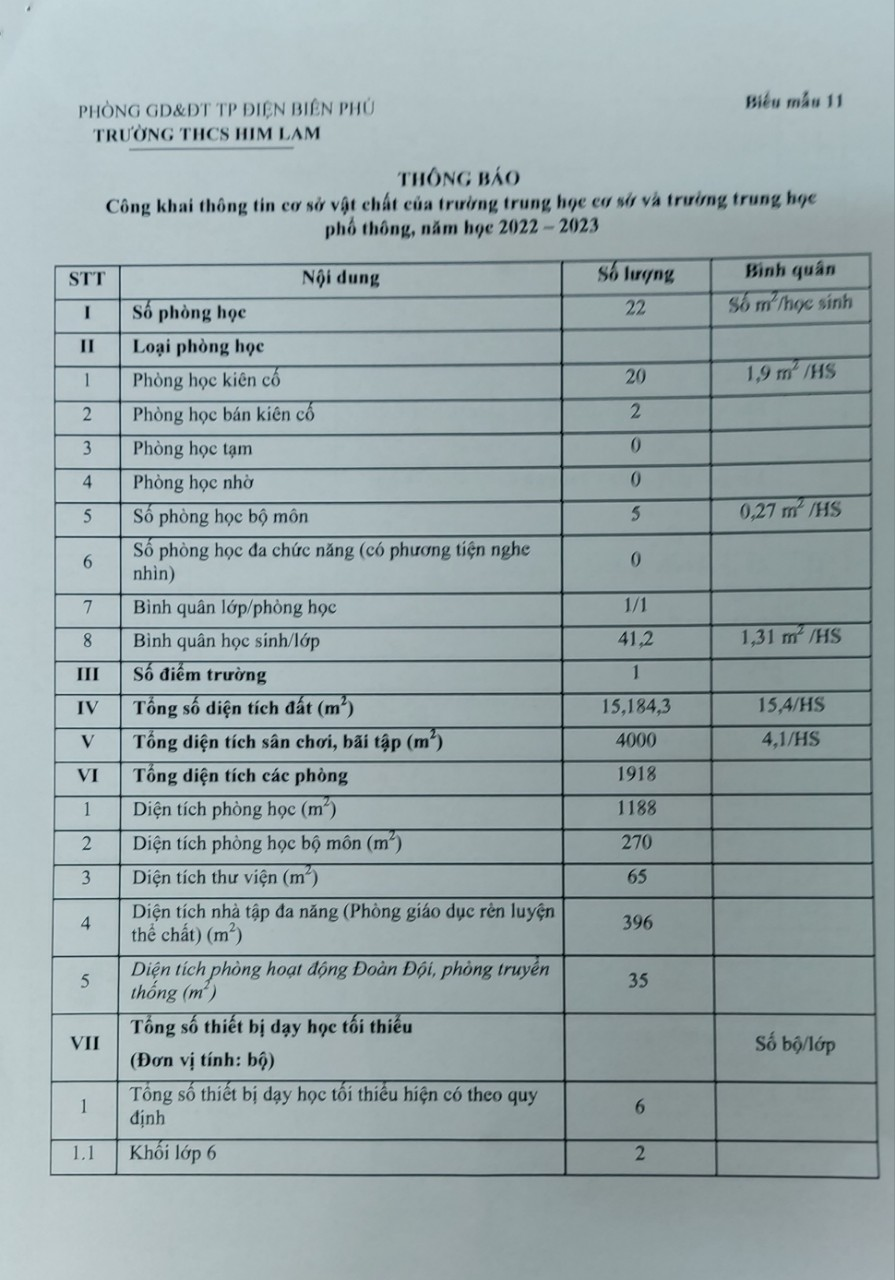 PHÒNG GD&ĐT TP ĐIỆN BIÊN PHỦ
Biểu mẫu 11
TRƯỜNG THCS HIM LAM
THÔNG BÁO
Công khai thông tin cơ sở vật chất của trường trung học cơ sở và trường trung học
phổ thông, năm học 2022 – 2023
STT Nội dung Số lượng Bình quân
I Số phòng học 22 Số m²/học sinh
II Loại phòng học
1 Phòng học kiên cố 20 1,9 m² /HS
2 Phòng học bán kiên cố 2
3 Phòng học tạm 0
4 Phòng học nhờ 0
5 Số phòng học bộ môn 5 0,27 m² /HS
6 Số phòng học đa chức năng (có phương tiện nghe
nhìn) 0
7 Bình quân lớp/phòng học 1/1
8 Bình quân học sinh/lớp 41,2 1,31 m² /HS
III Số điểm trường 1
IV Tổng số diện tích đất (m²) 15,184,3 15,4/HS
V Tổng diện tích sân chơi, bãi tập (m²) 4000 4,1/HS
VI Tổng diện tích các phòng 1918
1 Diện tích phòng học (m²) 1188
2 Diện tích phòng học bộ môn (m²) 270
3 Diện tích thư viện (m²) 65
4 Diện tích nhà tập đa năng (Phòng giáo dục rèn luyện
thể chất) (m²) 396
5 Diện tích phòng hoạt động Đoàn Đội, phòng truyền
thống (m²) 35
VII Tổng số thiết bị dạy học tối thiểu
(Đơn vị tính: bộ) Số bộ/lớp
1 Tổng số thiết bị dạy học tối thiểu hiện có theo quy
định 6
1.1 Khối lớp 6 2